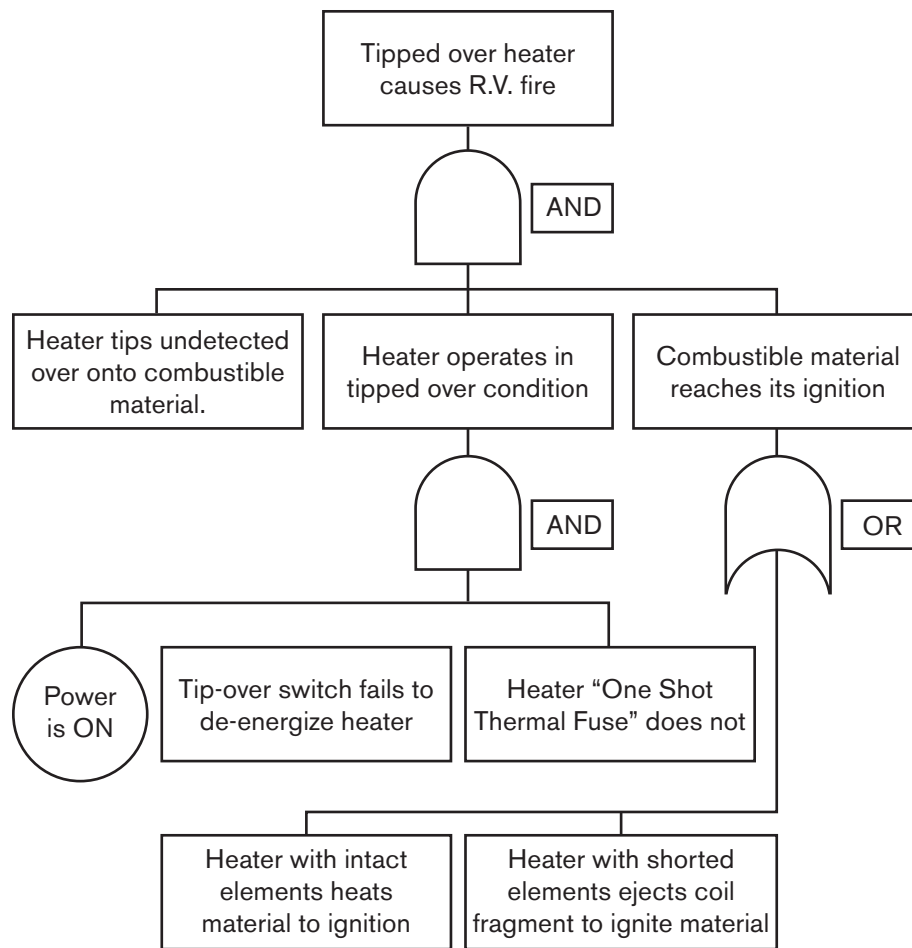 Tipped over heater
causes R.V. fire
AND
Heater tips undetected
over onto combustible
material.
Heater operates in
tipped over condition
Combustible material
reaches its ignition
AND
OR
Power
is ON
Tip-over switch fails to
de-energize heater
Heater “One Shot
Thermal Fuse” does not
Heater with intact
elements heats
material to ignition
Heater with shorted
elements ejects coil
fragment to ignite material